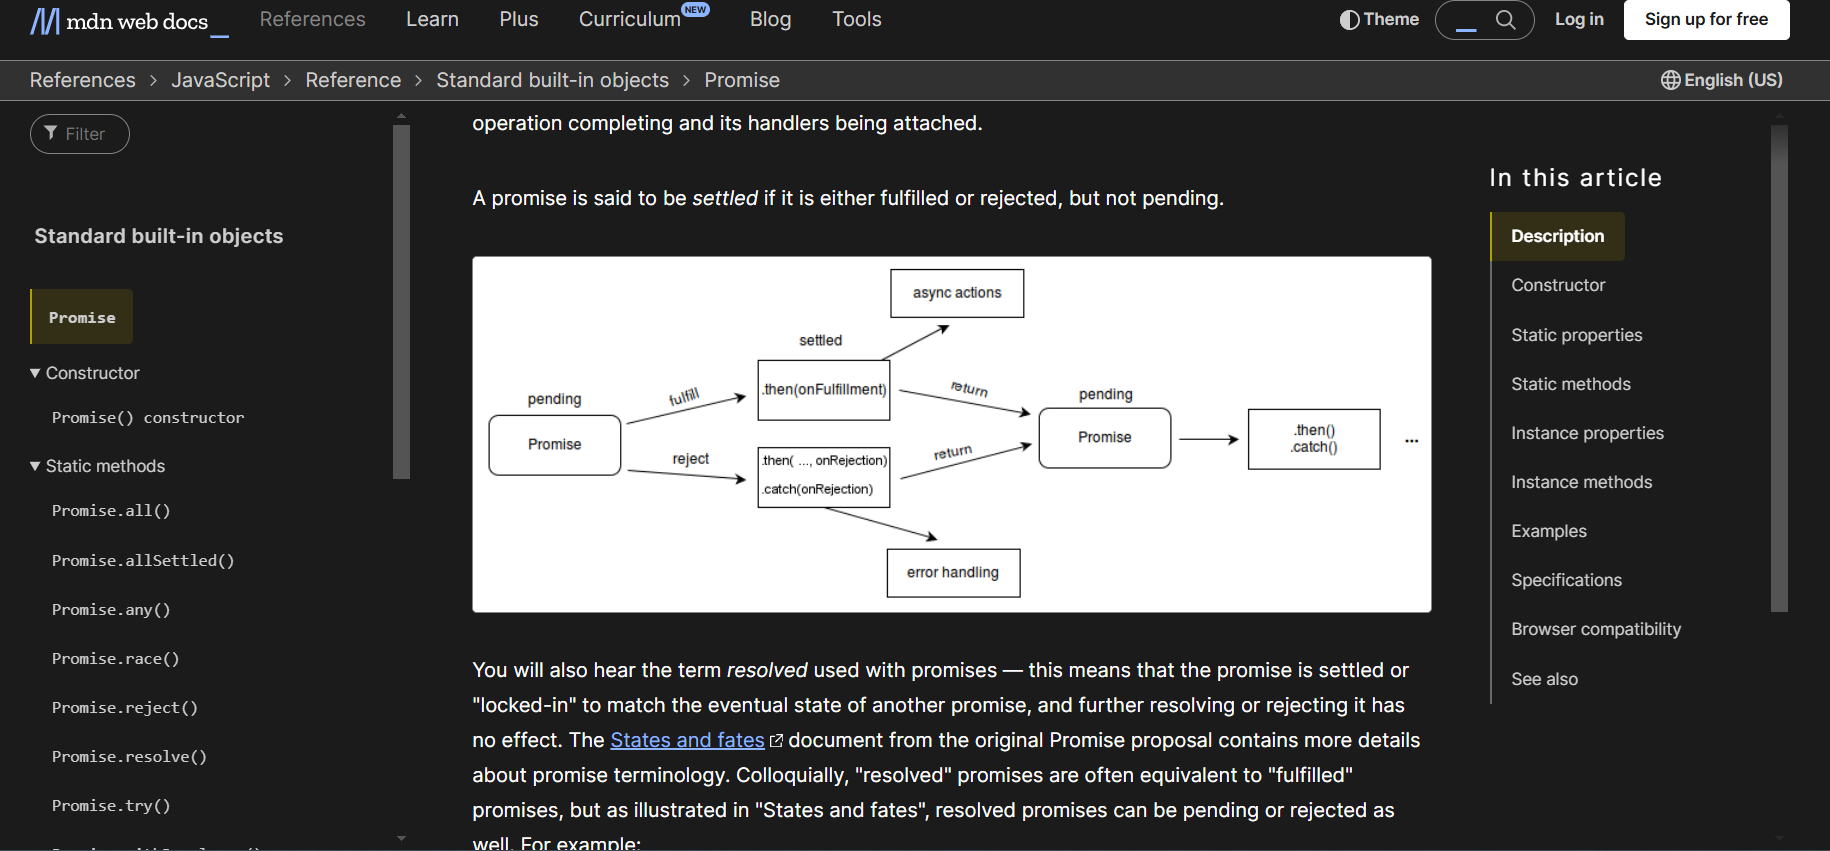 mdn web docs_
References
Learn
Plus
Curriculum NEW
Blog
Tools
Theme
Log in
Sign up for free
References > JavaScript > Reference > Standard built-in objects > Promise
English (US)
Filter
Standard built-in objects
Promise
Constructor
Promise() constructor
Static methods
Promise.all()
Promise.allSettled()
Promise.any()
Promise.race()
Promise.reject()
Promise.resolve()
Promise.try()
operation completing and its handlers being attached.
A promise is said to be settled if it is either fulfilled or rejected, but not pending.
async actions
settled
.then(onFulfillment)
fulfill
return
pending
Promise
pending
Promise
reject
.then( ..., onRejection)
.catch(onRejection)
return
.then()
.catch()
...
error handling
You will also hear the term resolved used with promises — this means that the promise is settled or
"locked-in" to match the eventual state of another promise, and further resolving or rejecting it has
no effect. The States and fates document from the original Promise proposal contains more details
about promise terminology. Colloquially, "resolved" promises are often equivalent to "fulfilled"
promises, but as illustrated in "States and fates", resolved promises can be pending or rejected as
well. For example:
In this article
Description
Constructor
Static properties
Static methods
Instance properties
Instance methods
Examples
Specifications
Browser compatibility
See also